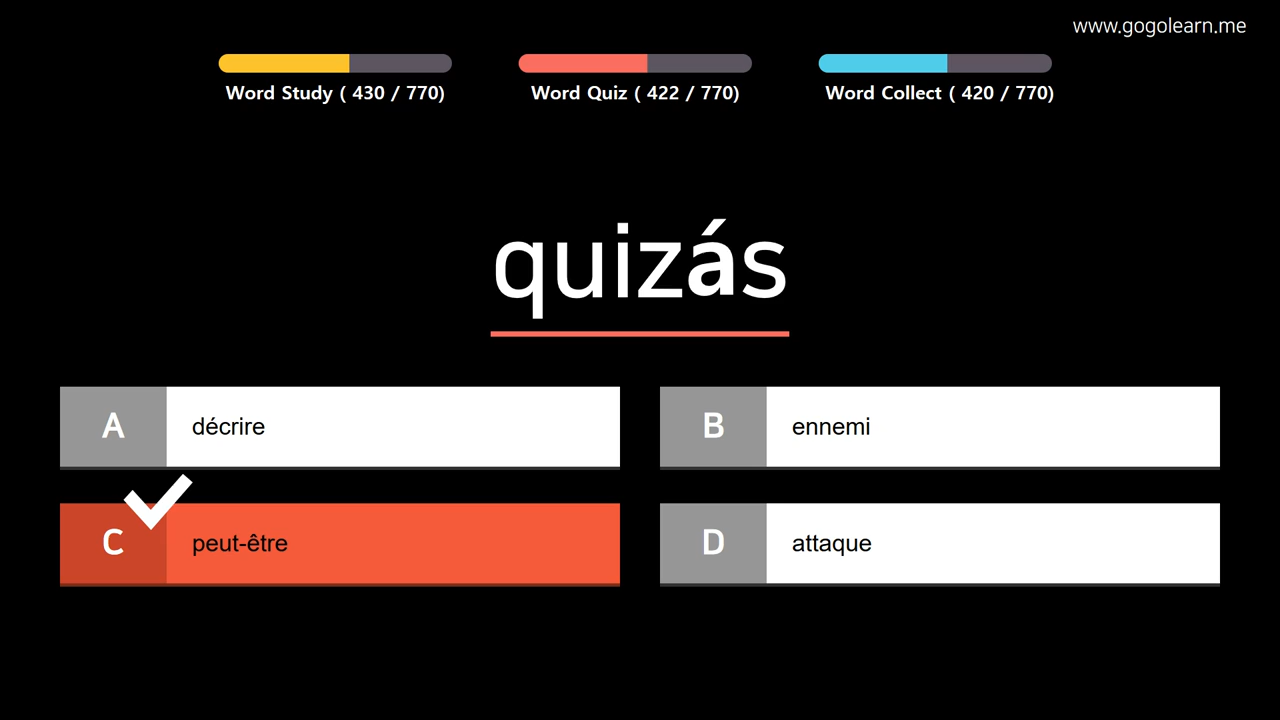 www.gogolearn.me
Word Study ( 430 / 770)
Word Quiz ( 422 / 770)
Word Collect ( 420 / 770)
quizás
A
décrire
B
ennemi
C
peut-être
D
attaque